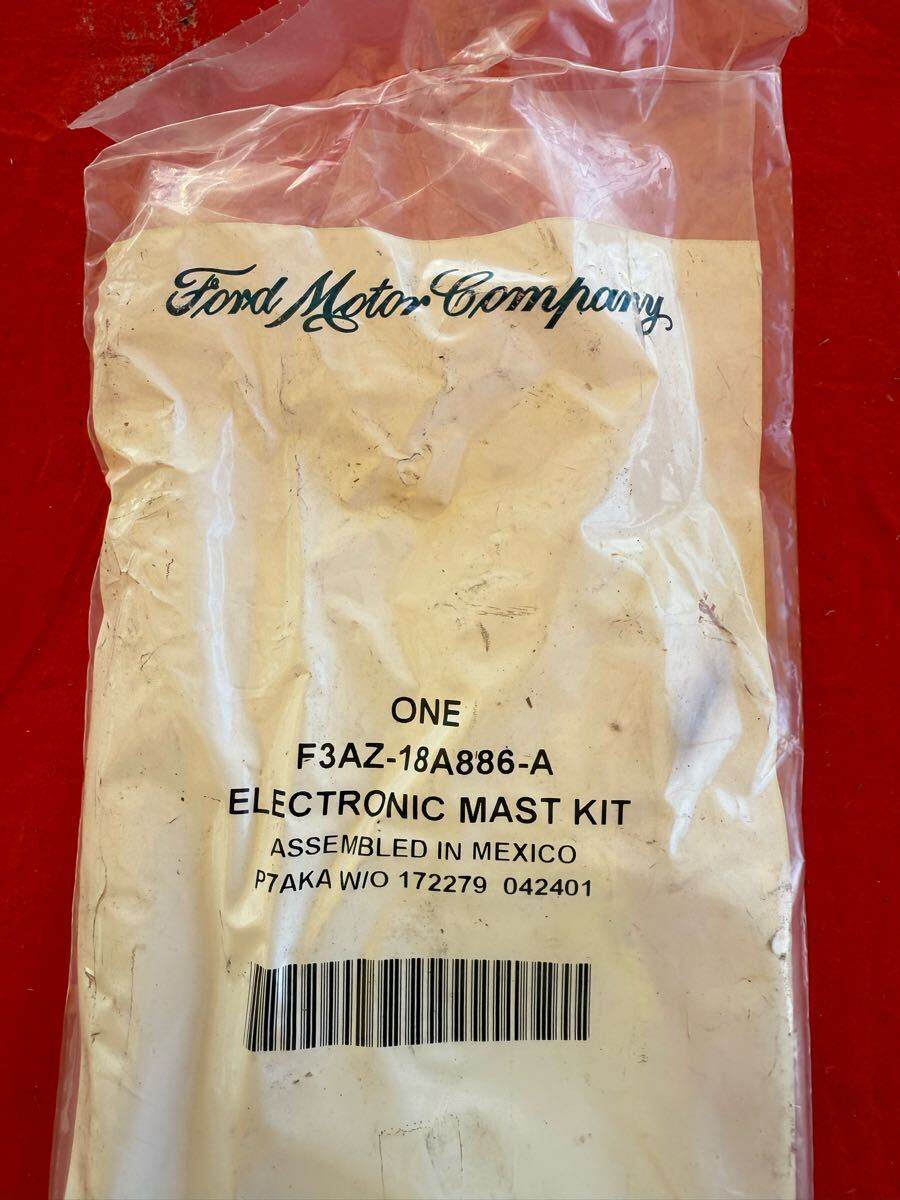 Ford Motor Company
ONE
F3AZ-18A886-A
ELECTRONIC MAST KIT
ASSEMBLED IN MEXICO
P7AKA W/O 172279 042401